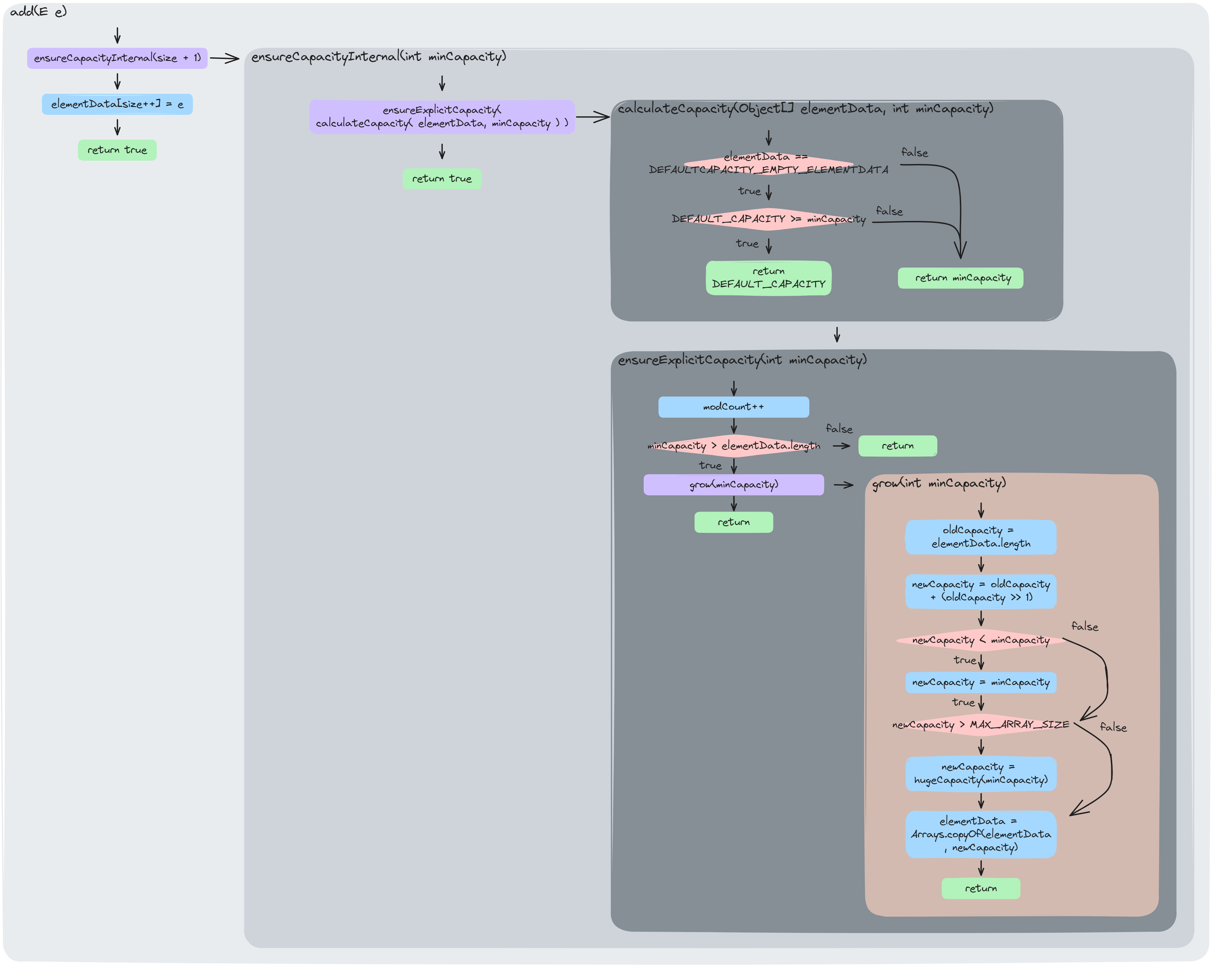 add(E e)
ensureCapacityInternal(size + 1)
elementData[size++] = e
return true
ensureCapacityInternal(int minCapacity)
ensureExplicitCapacity(
calculateCapacity( elementData, minCapacity ) )
return true
calculateCapacity(Object[] elementData, int minCapacity)
elementData ==
DEFAULTCAPACITY_EMPTY_ELEMENTDATA
false
true
DEFAULT_CAPACITY >= minCapacity
false
true
return
DEFAULT_CAPACITY
return minCapacity
ensureExplicitCapacity(int minCapacity)
modCount++
minCapacity > elementData.length
false
return
true
grow(minCapacity)
return
grow(int minCapacity)
oldCapacity =
elementData.length
newCapacity = oldCapacity
+ (oldCapacity >> 1)
newCapacity < minCapacity
false
true
newCapacity = minCapacity
true
newCapacity > MAX_ARRAY_SIZE
false
newCapacity =
hugeCapacity(minCapacity)
elementData =
Arrays.copyOf(elementData
, newCapacity)
return